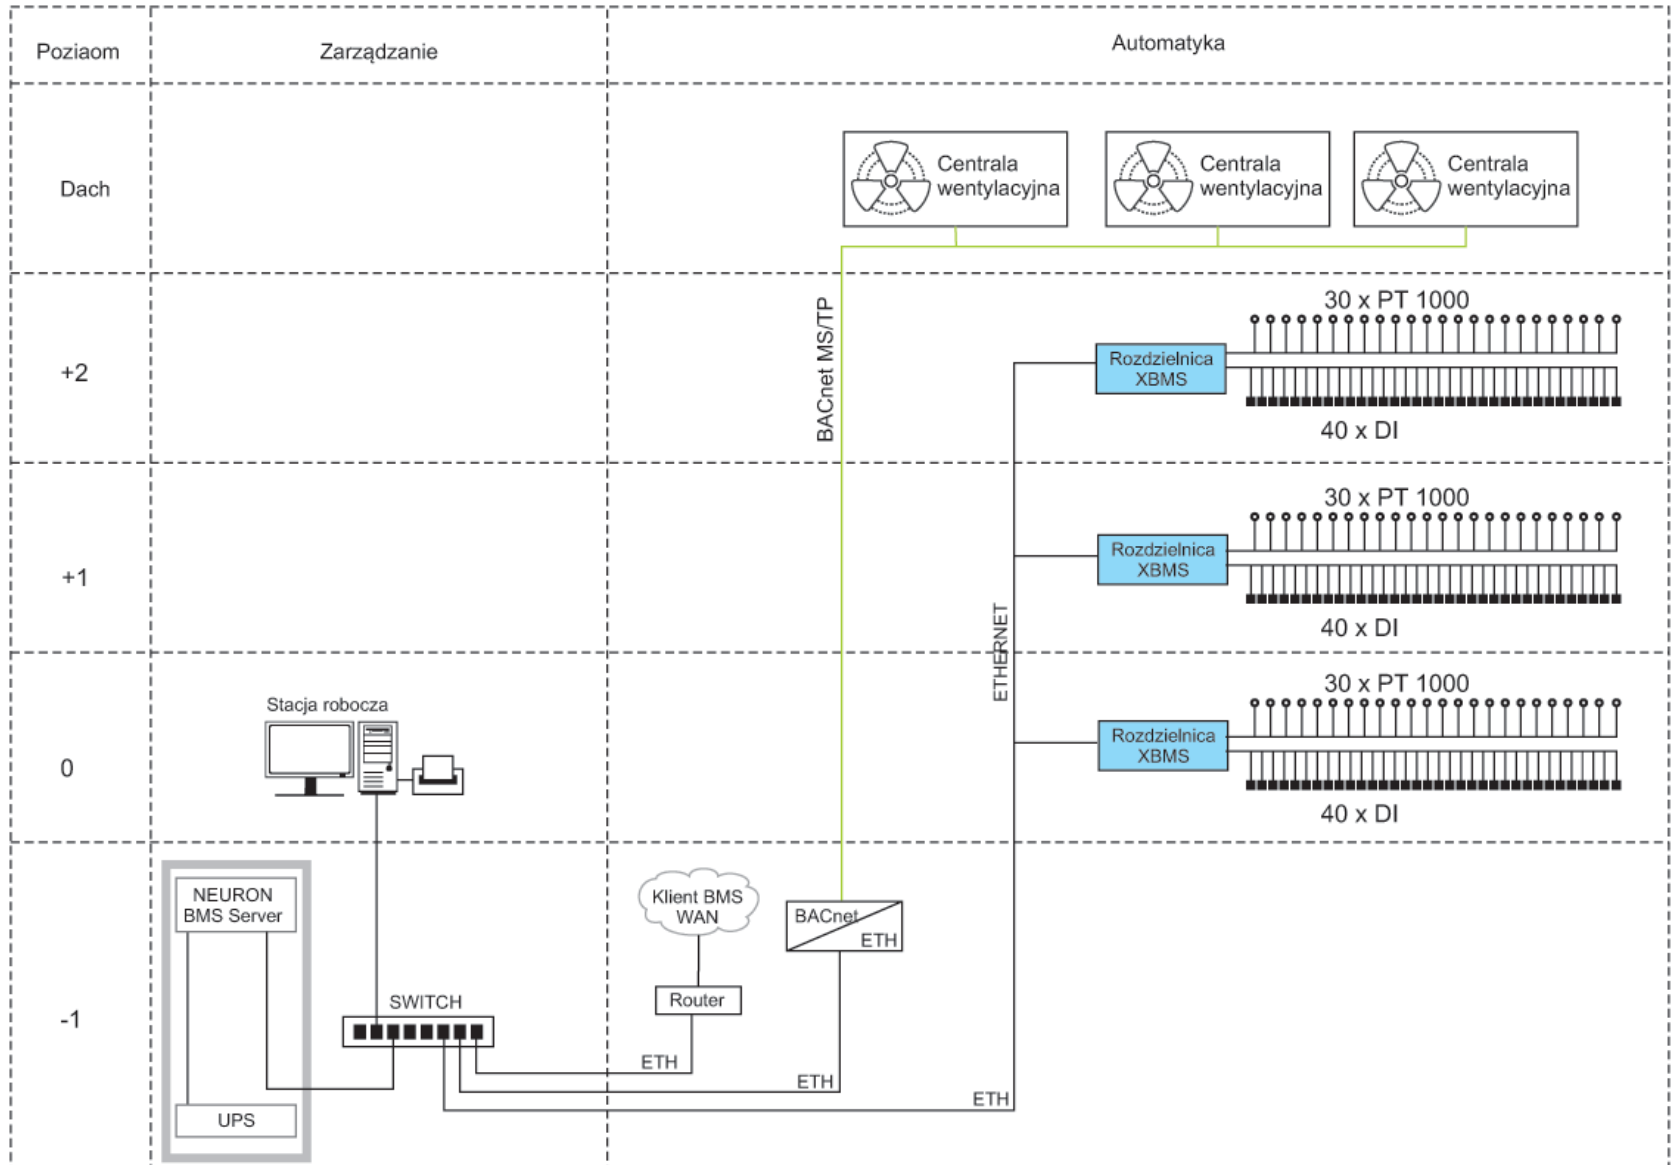 Poziaom
Zarządzanie
Automatyka
Dach
Centrala
wentylacyjna
Centrala
wentylacyjna
Centrala
wentylacyjna
BACnet MS/TP
+2
Rozdzielnica
XBMS
30 x PT 1000
40 x DI
+1
Rozdzielnica
XBMS
30 x PT 1000
40 x DI
ETHERNET
0
Stacja robocza
Rozdzielnica
XBMS
30 x PT 1000
40 x DI
-1
NEURON
BMS Server
UPS
SWITCH
Klient BMS
WAN
Router
BACnet
ETH
ETH
ETH
ETH